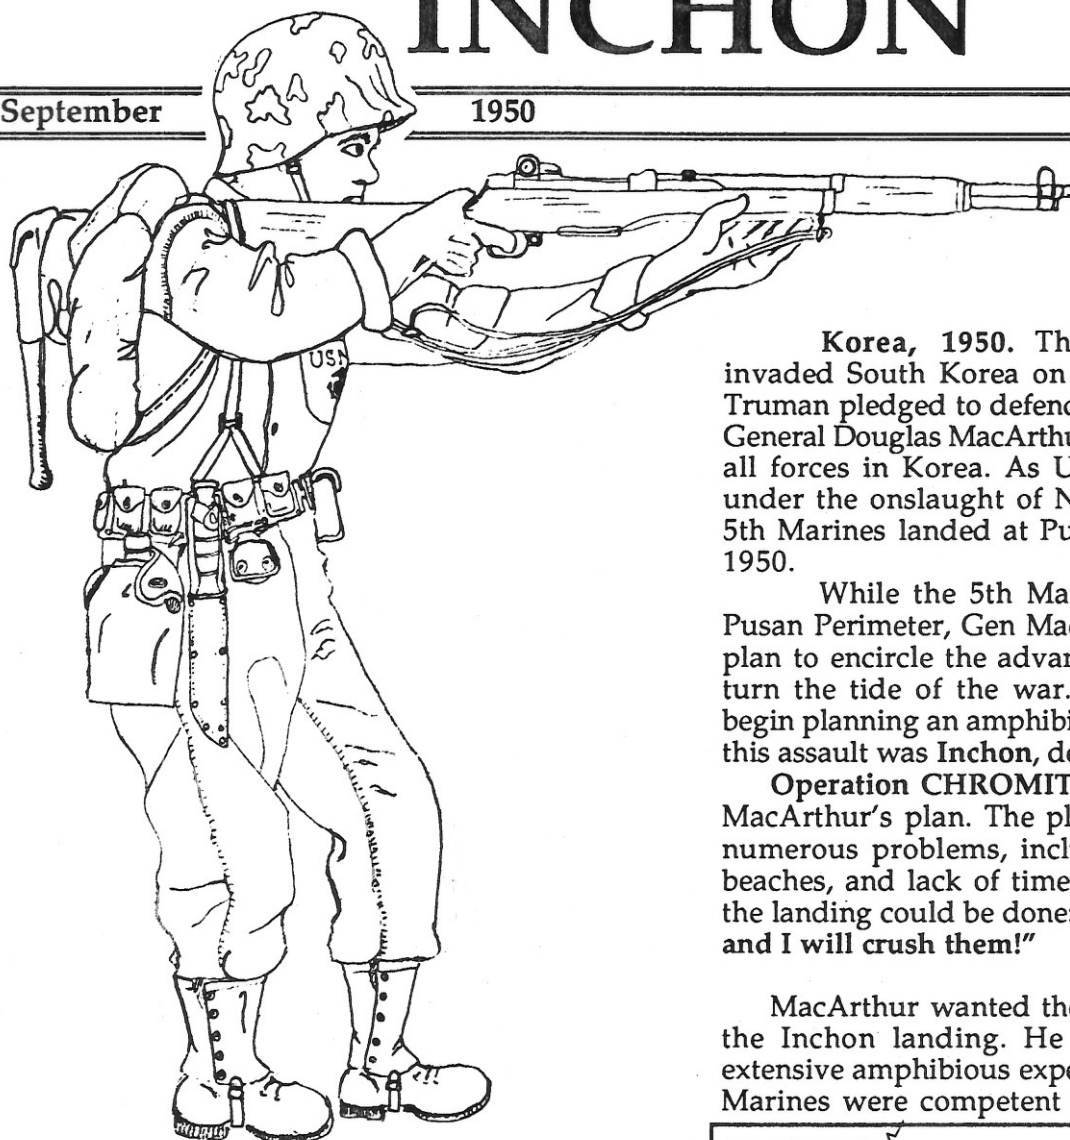 INCHON
September 1950
USM
Korea, 1950. Th
invaded South Korea on
Truman pledged to defend
General Douglas MacArthu
all forces in Korea. As U
under the onslaught of N
5th Marines landed at Pu
1950.
While the 5th Ma
Pusan Perimeter, Gen Mac
plan to encircle the advan
turn the tide of the war.
begin planning an amphibi
this assault was Inchon, de
Operation CHROMIT
MacArthur's plan. The pl
numerous problems, incl
beaches, and lack of time
the landing could be done:
and I will crush them!"
MacArthur wanted the
the Inchon landing. He
extensive amphibious expe
Marines were competent